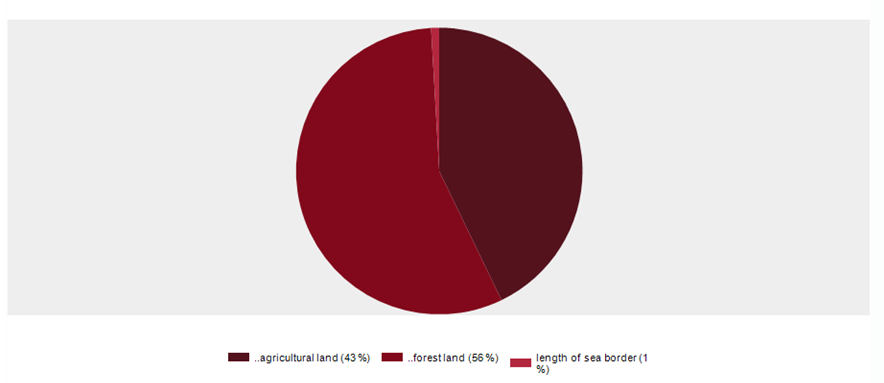 ..agricultural land (43 %) ..forest land (56 %) length of sea border (1
%)